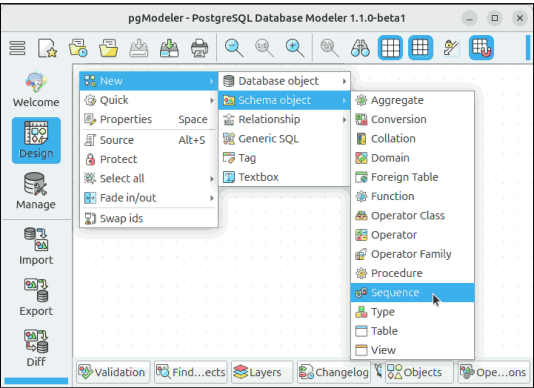 pgModeler - PostgreSQL Database Modeler 1.1.0-beta1
Welcome
Design
Manage
Import
Export
Diff
New
Quick
Properties Space
Source Alt+S
Protect
Select all
Fade in/out
Swap ids
Database object
Schema object
Relationship
Generic SQL
Tag
Textbox
Aggregate
Conversion
Collation
Domain
Foreign Table
Function
Operator Class
Operator
Operator Family
Procedure
Sequence
Type
Table
View
Validation Find...ects Layers Changelog Objects Ope...ons